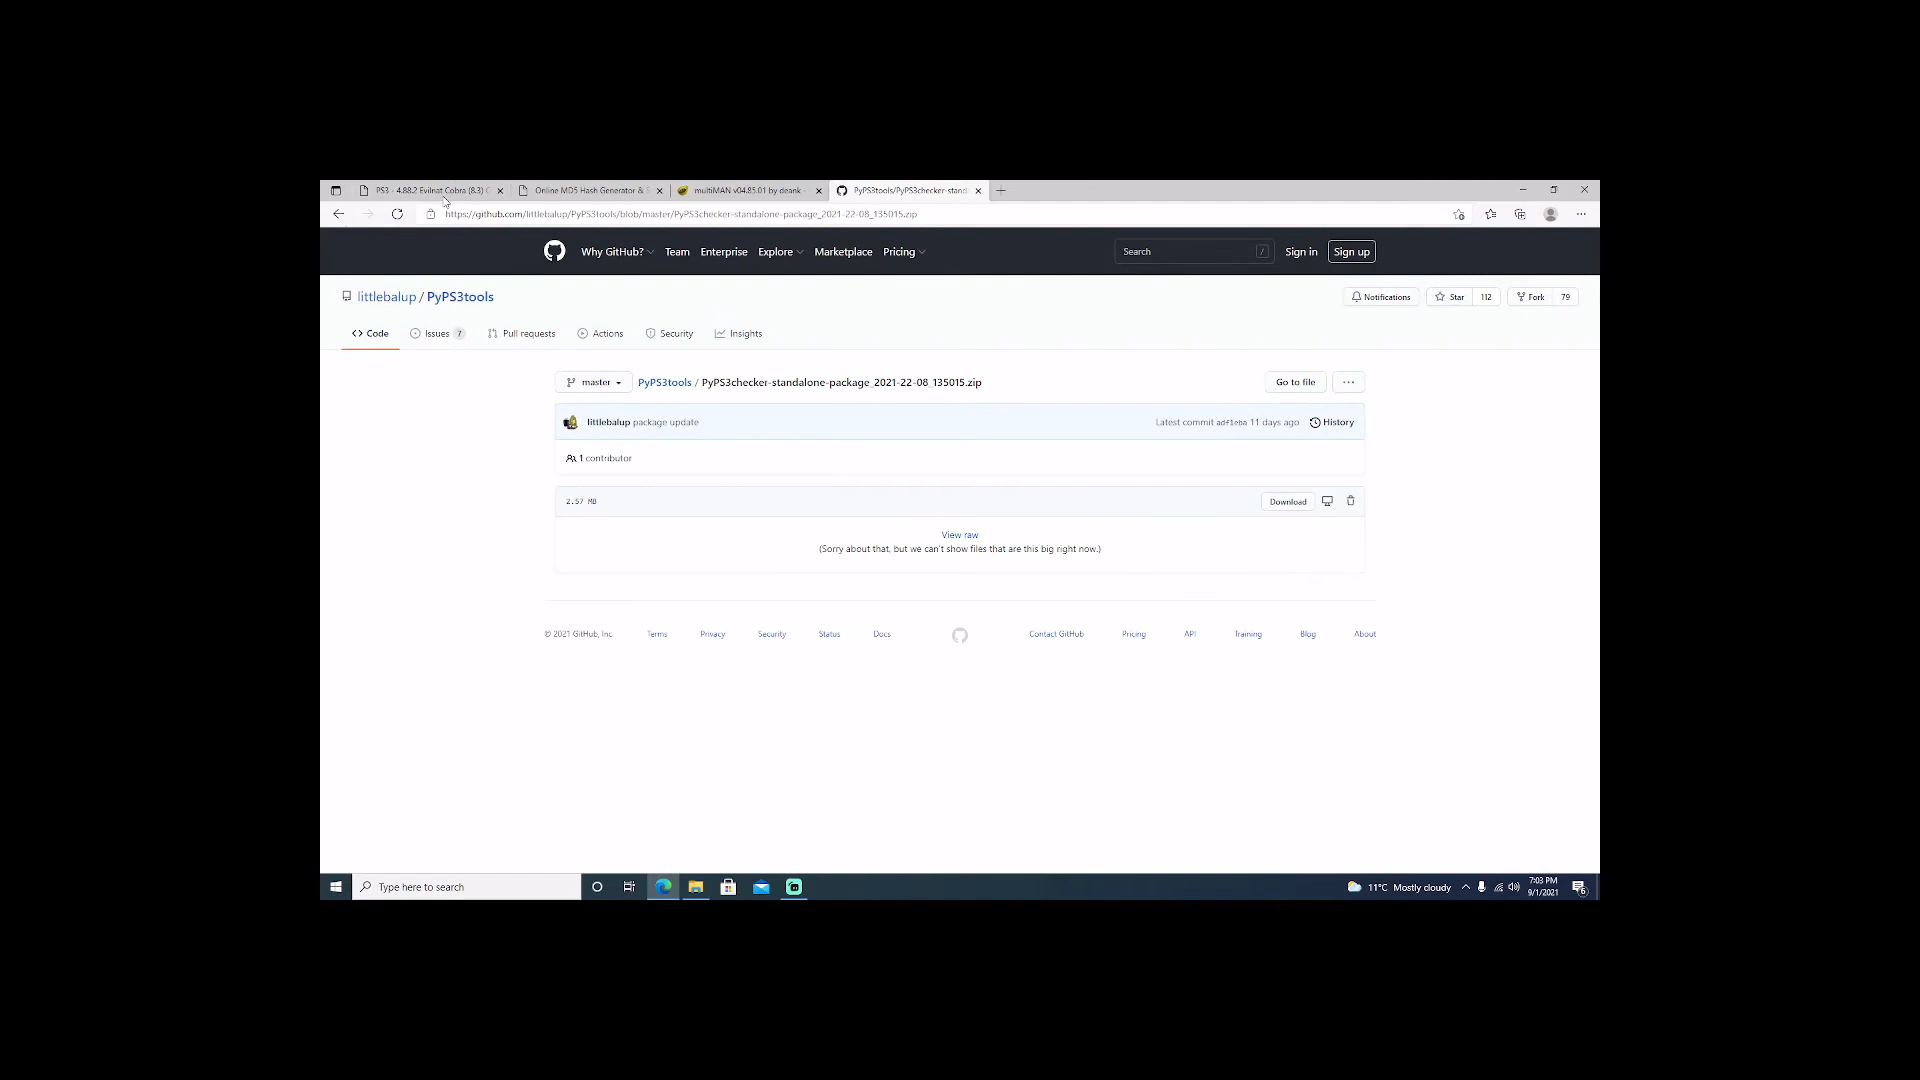 PS3 - 4.88.2 Evilnat Cobra (8.3) C
Online MD5 Hash Generator & S
multiMAN v04.85.01 by deank -
PyPS3tools/PyPS3checker-stand
https://github.com/littlebalup/PyPS3tools/blob/master/PyPS3checker-standalone-package_2021-22-08_135015.zip
Why GitHub? Team Enterprise Explore Marketplace Pricing
Search /
Sign in Sign up
littlebalup / PyPS3tools
Notifications Star 112 Fork 79
Code Issues 7 Pull requests Actions Security Insights
master PyPS3tools / PyPS3checker-standalone-package_2021-22-08_135015.zip
Go to file ...
littlebalup package update
Latest commit adf1eba 11 days ago History
1 contributor
2.57 MB
Download
View raw
(Sorry about that, but we can't show files that are this big right now.)
© 2021 GitHub, Inc. Terms Privacy Security Status Docs Contact GitHub Pricing API Training Blog About
Type here to search
11°C Mostly cloudy
7:03 PM
9/1/2021
6